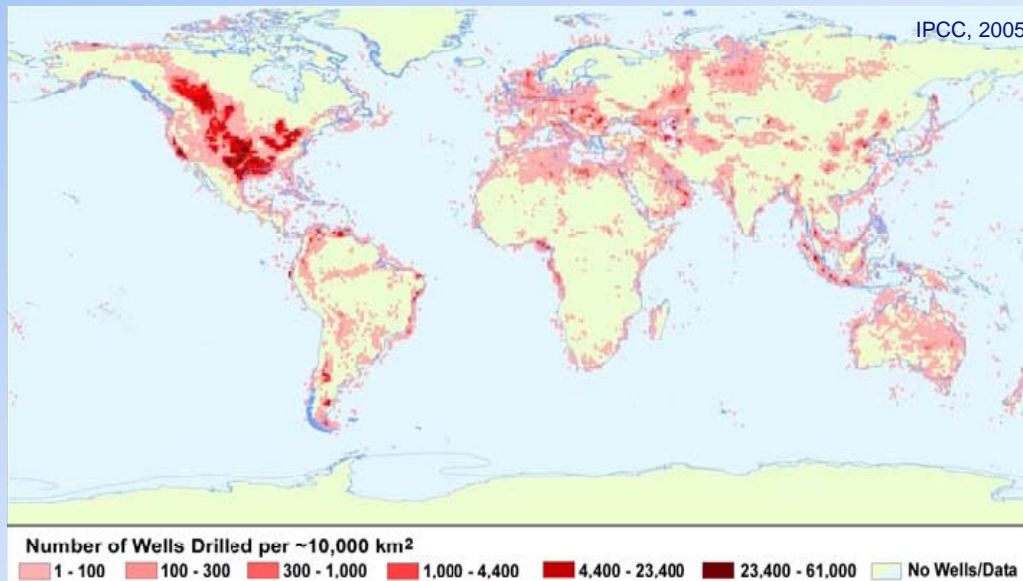 IPCC, 2005
Number of Wells Drilled per ~10,000 km²
1 - 100 100 - 300 300 - 1,000 1,000 - 4,400 4,400 - 23,400 23,400 - 61,000 No Wells/Data